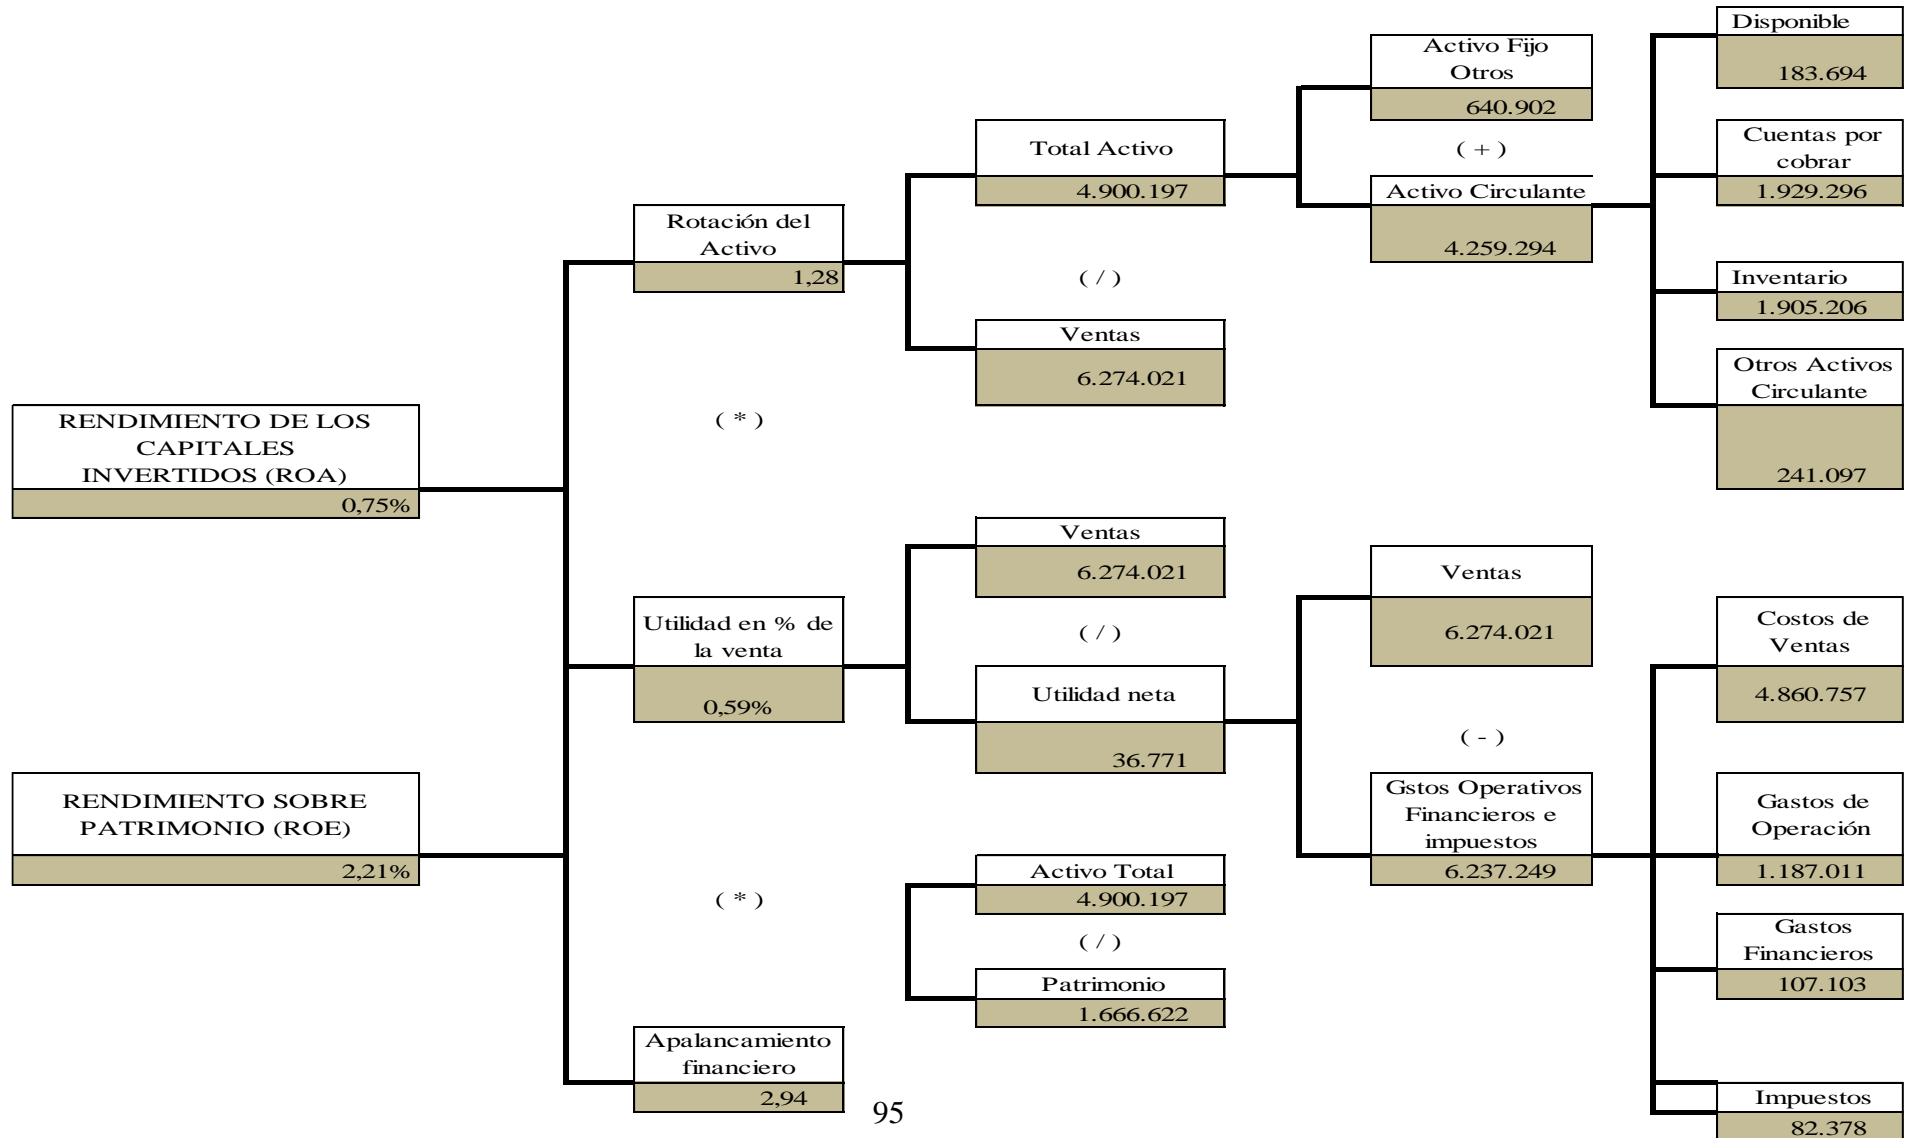 Disponible
183.694
Activo Fijo
Otros
640.902
Cuentas por
cobrar
1.929.296
Total Activo
4.900.197
( + )
Activo Circulante
4.259.294
Rotación del
Activo
1,28
( / )
Inventario
1.905.206
Ventas
6.274.021
Otros Activos
Circulante
241.097
RENDIMIENTO DE LOS
CAPITALES
INVERTIDOS (ROA)
0,75%
( * )
Ventas
6.274.021
Ventas
6.274.021
Utilidad en % de
la venta
0,59%
( / )
Costos de
Ventas
4.860.757
Utilidad neta
36.771
( - )
RENDIMIENTO SOBRE
PATRIMONIO (ROE)
2,21%
Gstos Operativos
Financieros e
impuestos
6.237.249
Gastos de
Operación
1.187.011
( * )
Activo Total
4.900.197
( / )
Patrimonio
1.666.622
Gastos
Financieros
107.103
Apalancamiento
financiero
2,94
Impuestos
82.378
95